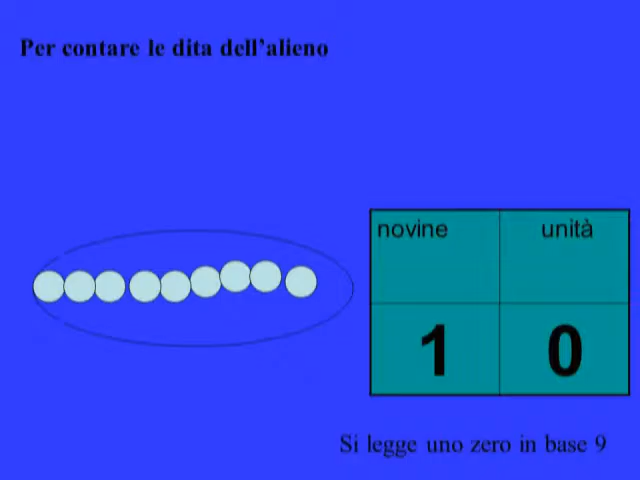 Per contare le dita dell'alieno
novine unità
1 0
Si legge uno zero in base 9